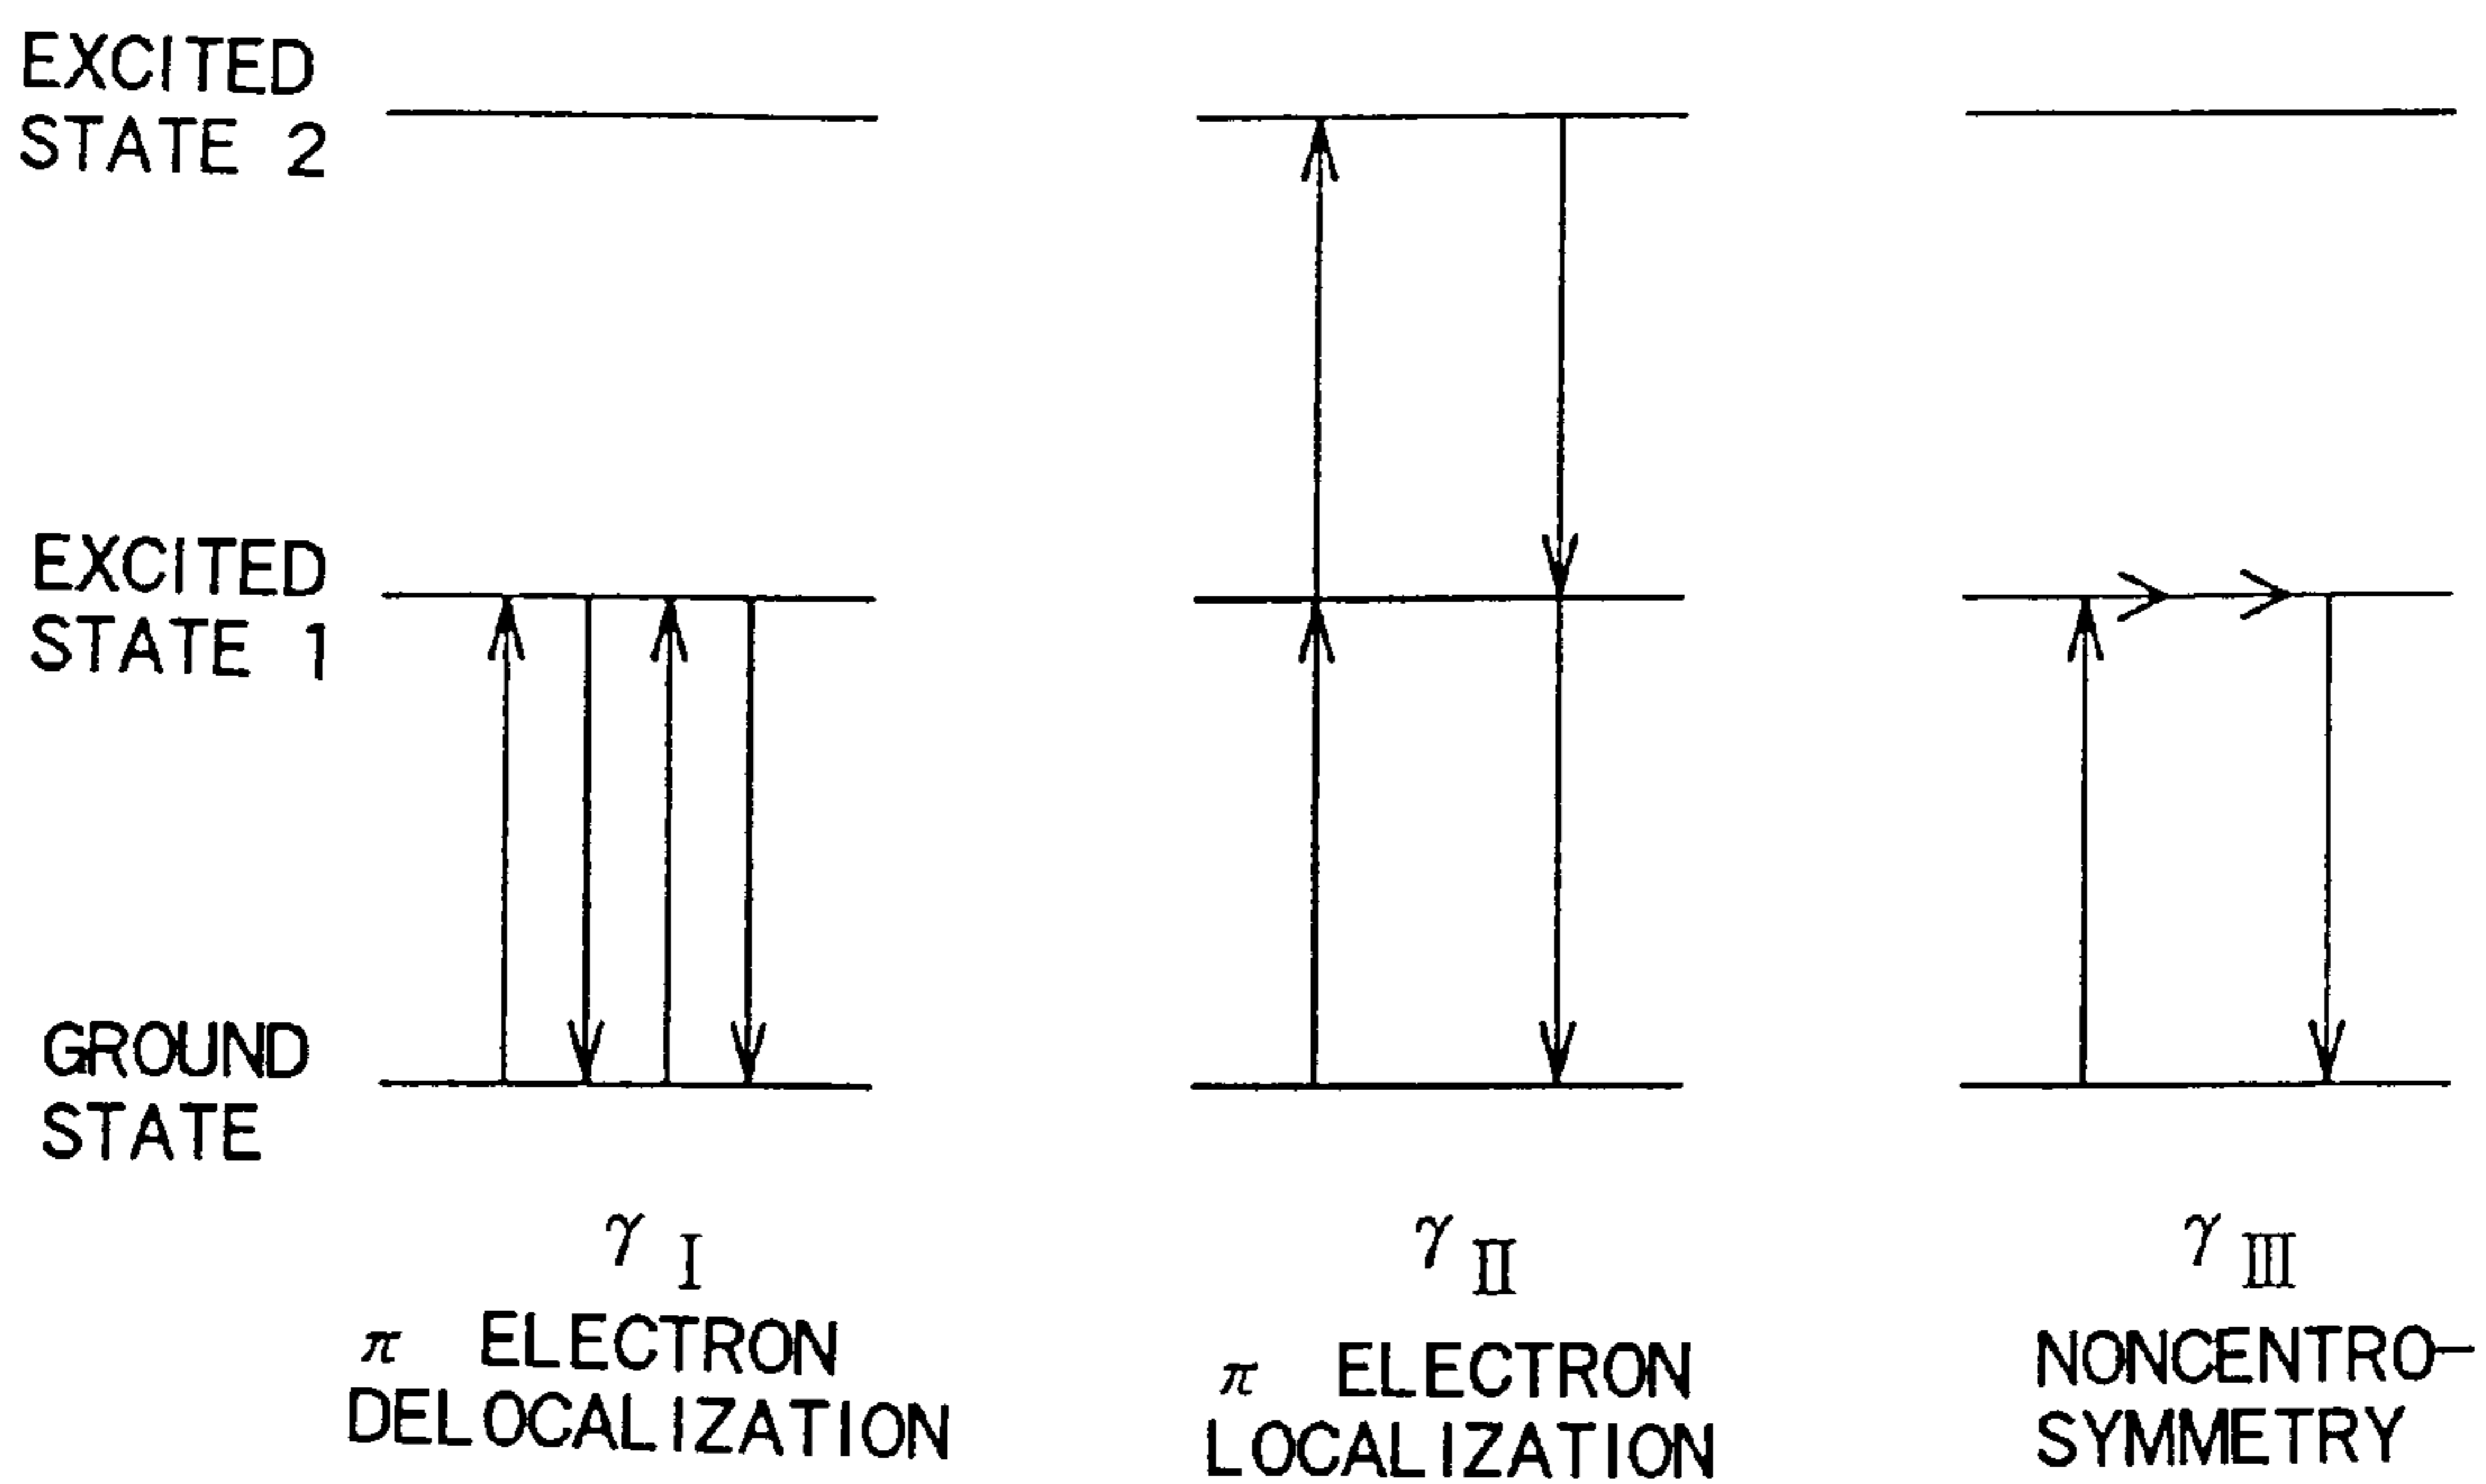 EXCITED
STATE 2
EXCITED
STATE 1
GROUND
STATE
γ I
π ELECTRON
DELOCALIZATION
γ II
π ELECTRON
LOCALIZATION
γ III
NONCENTRO-
SYMMETRY